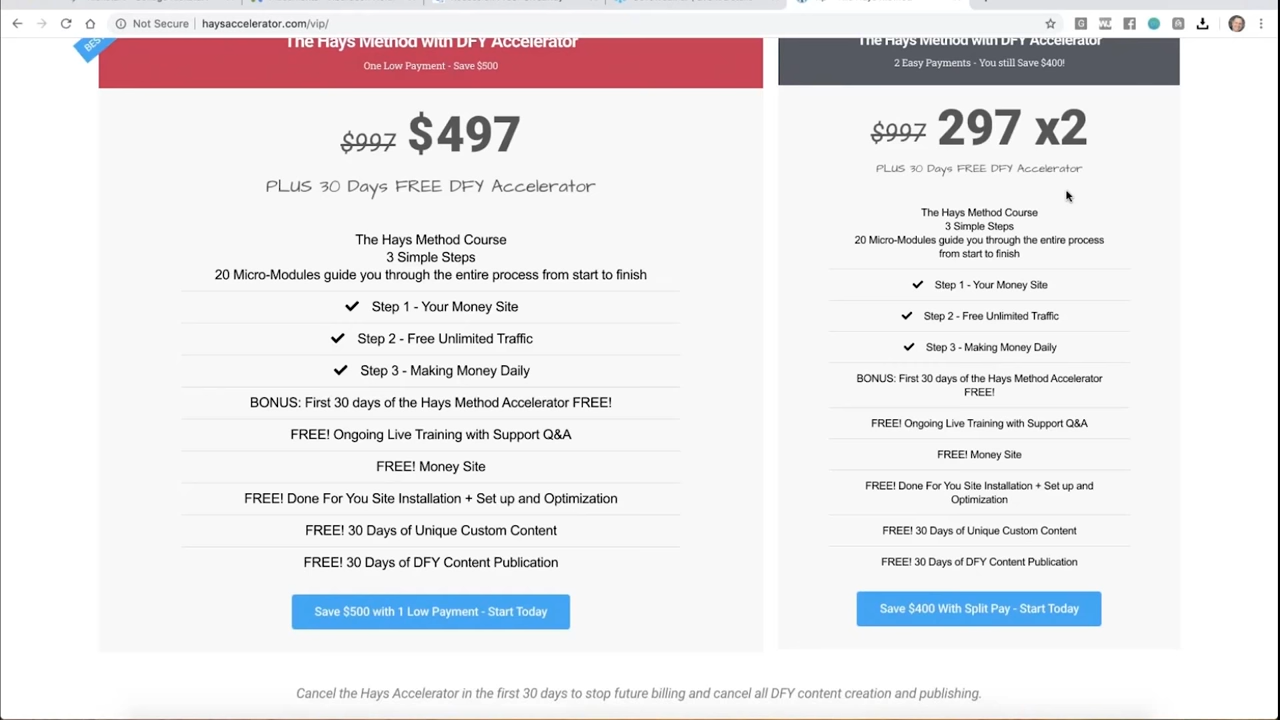 Not Secure haysaccelerator.com/vip/
BEST
The Hays Method with DFY Accelerator
One Low Payment - Save $500
$997 $497
PLUS 30 Days FREE DFY Accelerator
The Hays Method Course
3 Simple Steps
20 Micro-Modules guide you through the entire process from start to finish
Step 1 - Your Money Site
Step 2 - Free Unlimited Traffic
Step 3 - Making Money Daily
BONUS: First 30 days of the Hays Method Accelerator FREE!
FREE! Ongoing Live Training with Support Q&A
FREE! Money Site
FREE! Done For You Site Installation + Set up and Optimization
FREE! 30 Days of Unique Custom Content
FREE! 30 Days of DFY Content Publication
Save $500 with 1 Low Payment - Start Today
The Hays Method with DFY Accelerator
2 Easy Payments - You still Save $400!
$997 297 x2
PLUS 30 Days FREE DFY Accelerator
The Hays Method Course
3 Simple Steps
20 Micro-Modules guide you through the entire process
from start to finish
Step 1 - Your Money Site
Step 2 - Free Unlimited Traffic
Step 3 - Making Money Daily
BONUS: First 30 days of the Hays Method Accelerator
FREE!
FREE! Ongoing Live Training with Support Q&A
FREE! Money Site
FREE! Done For You Site Installation + Set up and
Optimization
FREE! 30 Days of Unique Custom Content
FREE! 30 Days of DFY Content Publication
Save $400 With Split Pay - Start Today
Cancel the Hays Accelerator in the first 30 days to stop future billing and cancel all DFY content creation and publishing.